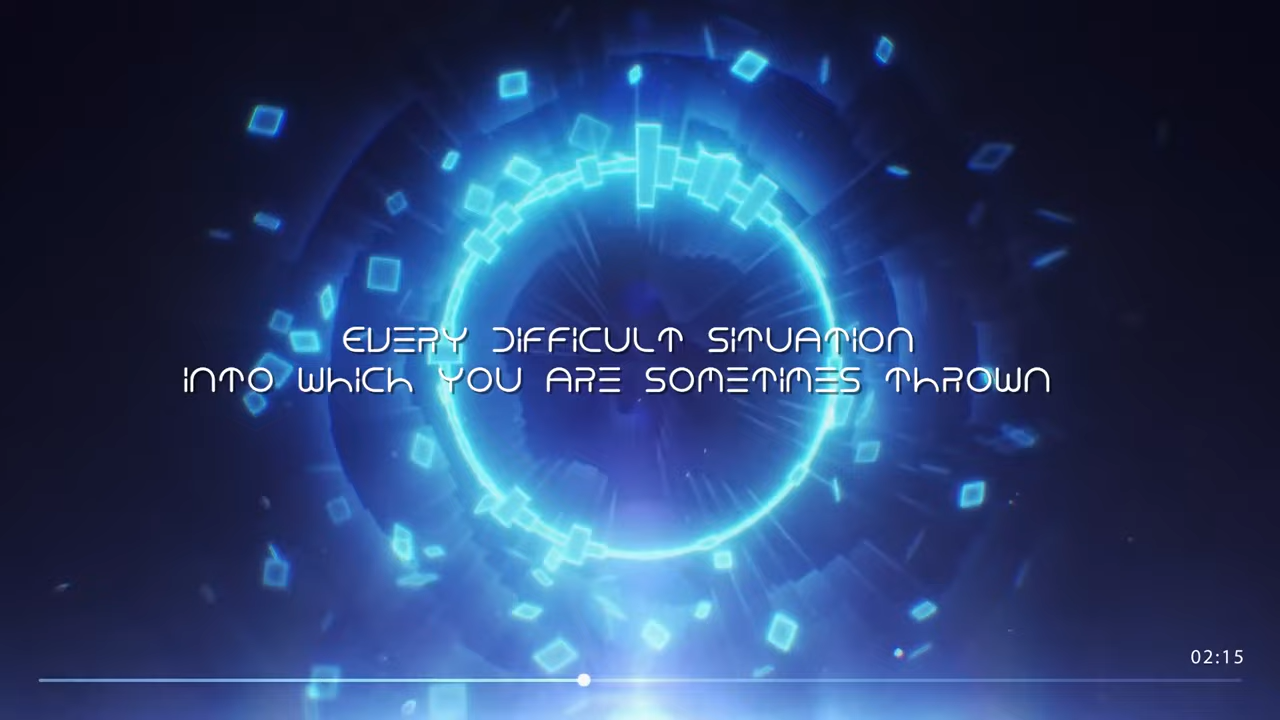 EVERY DIFFICULT SITUATION
INTO WHICH YOU ARE SOMETIMES THROWN
02:15